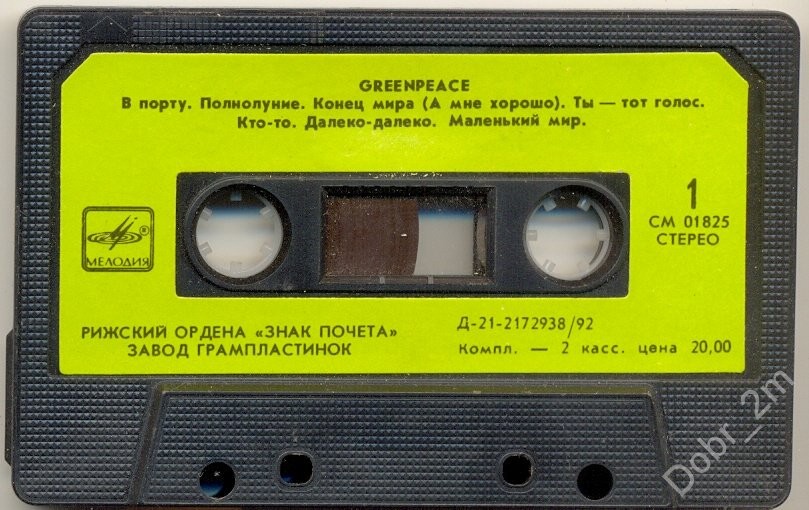 GREENPEACE
В порту. Полнолуние. Конец мира (А мне хорошо). Ты — тот голос.
Кто-то. Далеко-далеко. Маленький мир.
1
СМ 01825
СТЕРЕО
®
МЕЛОДИЯ
РИЖСКИЙ ОРДЕНА «ЗНАК ПОЧЕТА»
ЗАВОД ГРАМПЛАСТИНОК
Д-21-2172938/92
Компл. — 2 касс. цена 20,00
Dobr_2m